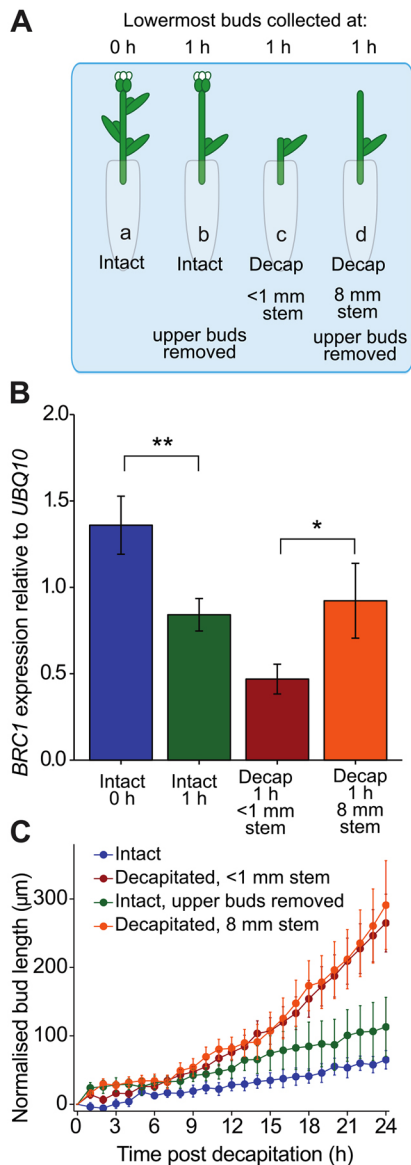 A
Lowermost buds collected at:
0 h 1 h 1 h 1 h
a b c d
Intact Intact Decap Decap
<1 mm stem
8 mm stem
upper buds removed
upper buds removed
B
BRC1 expression relative to UBQ10
2.0
1.5
1.0
0.5
0.0
**
*
Intact 0 h
Intact 1 h
Decap 1 h <1 mm stem
Decap 1 h 8 mm stem
C
Intact
Decapitated, <1 mm stem
Intact, upper buds removed
Decapitated, 8 mm stem
Normalised bud length (µm)
300
200
100
0
0 3 6 9 12 15 18 21 24
Time post decapitation (h)